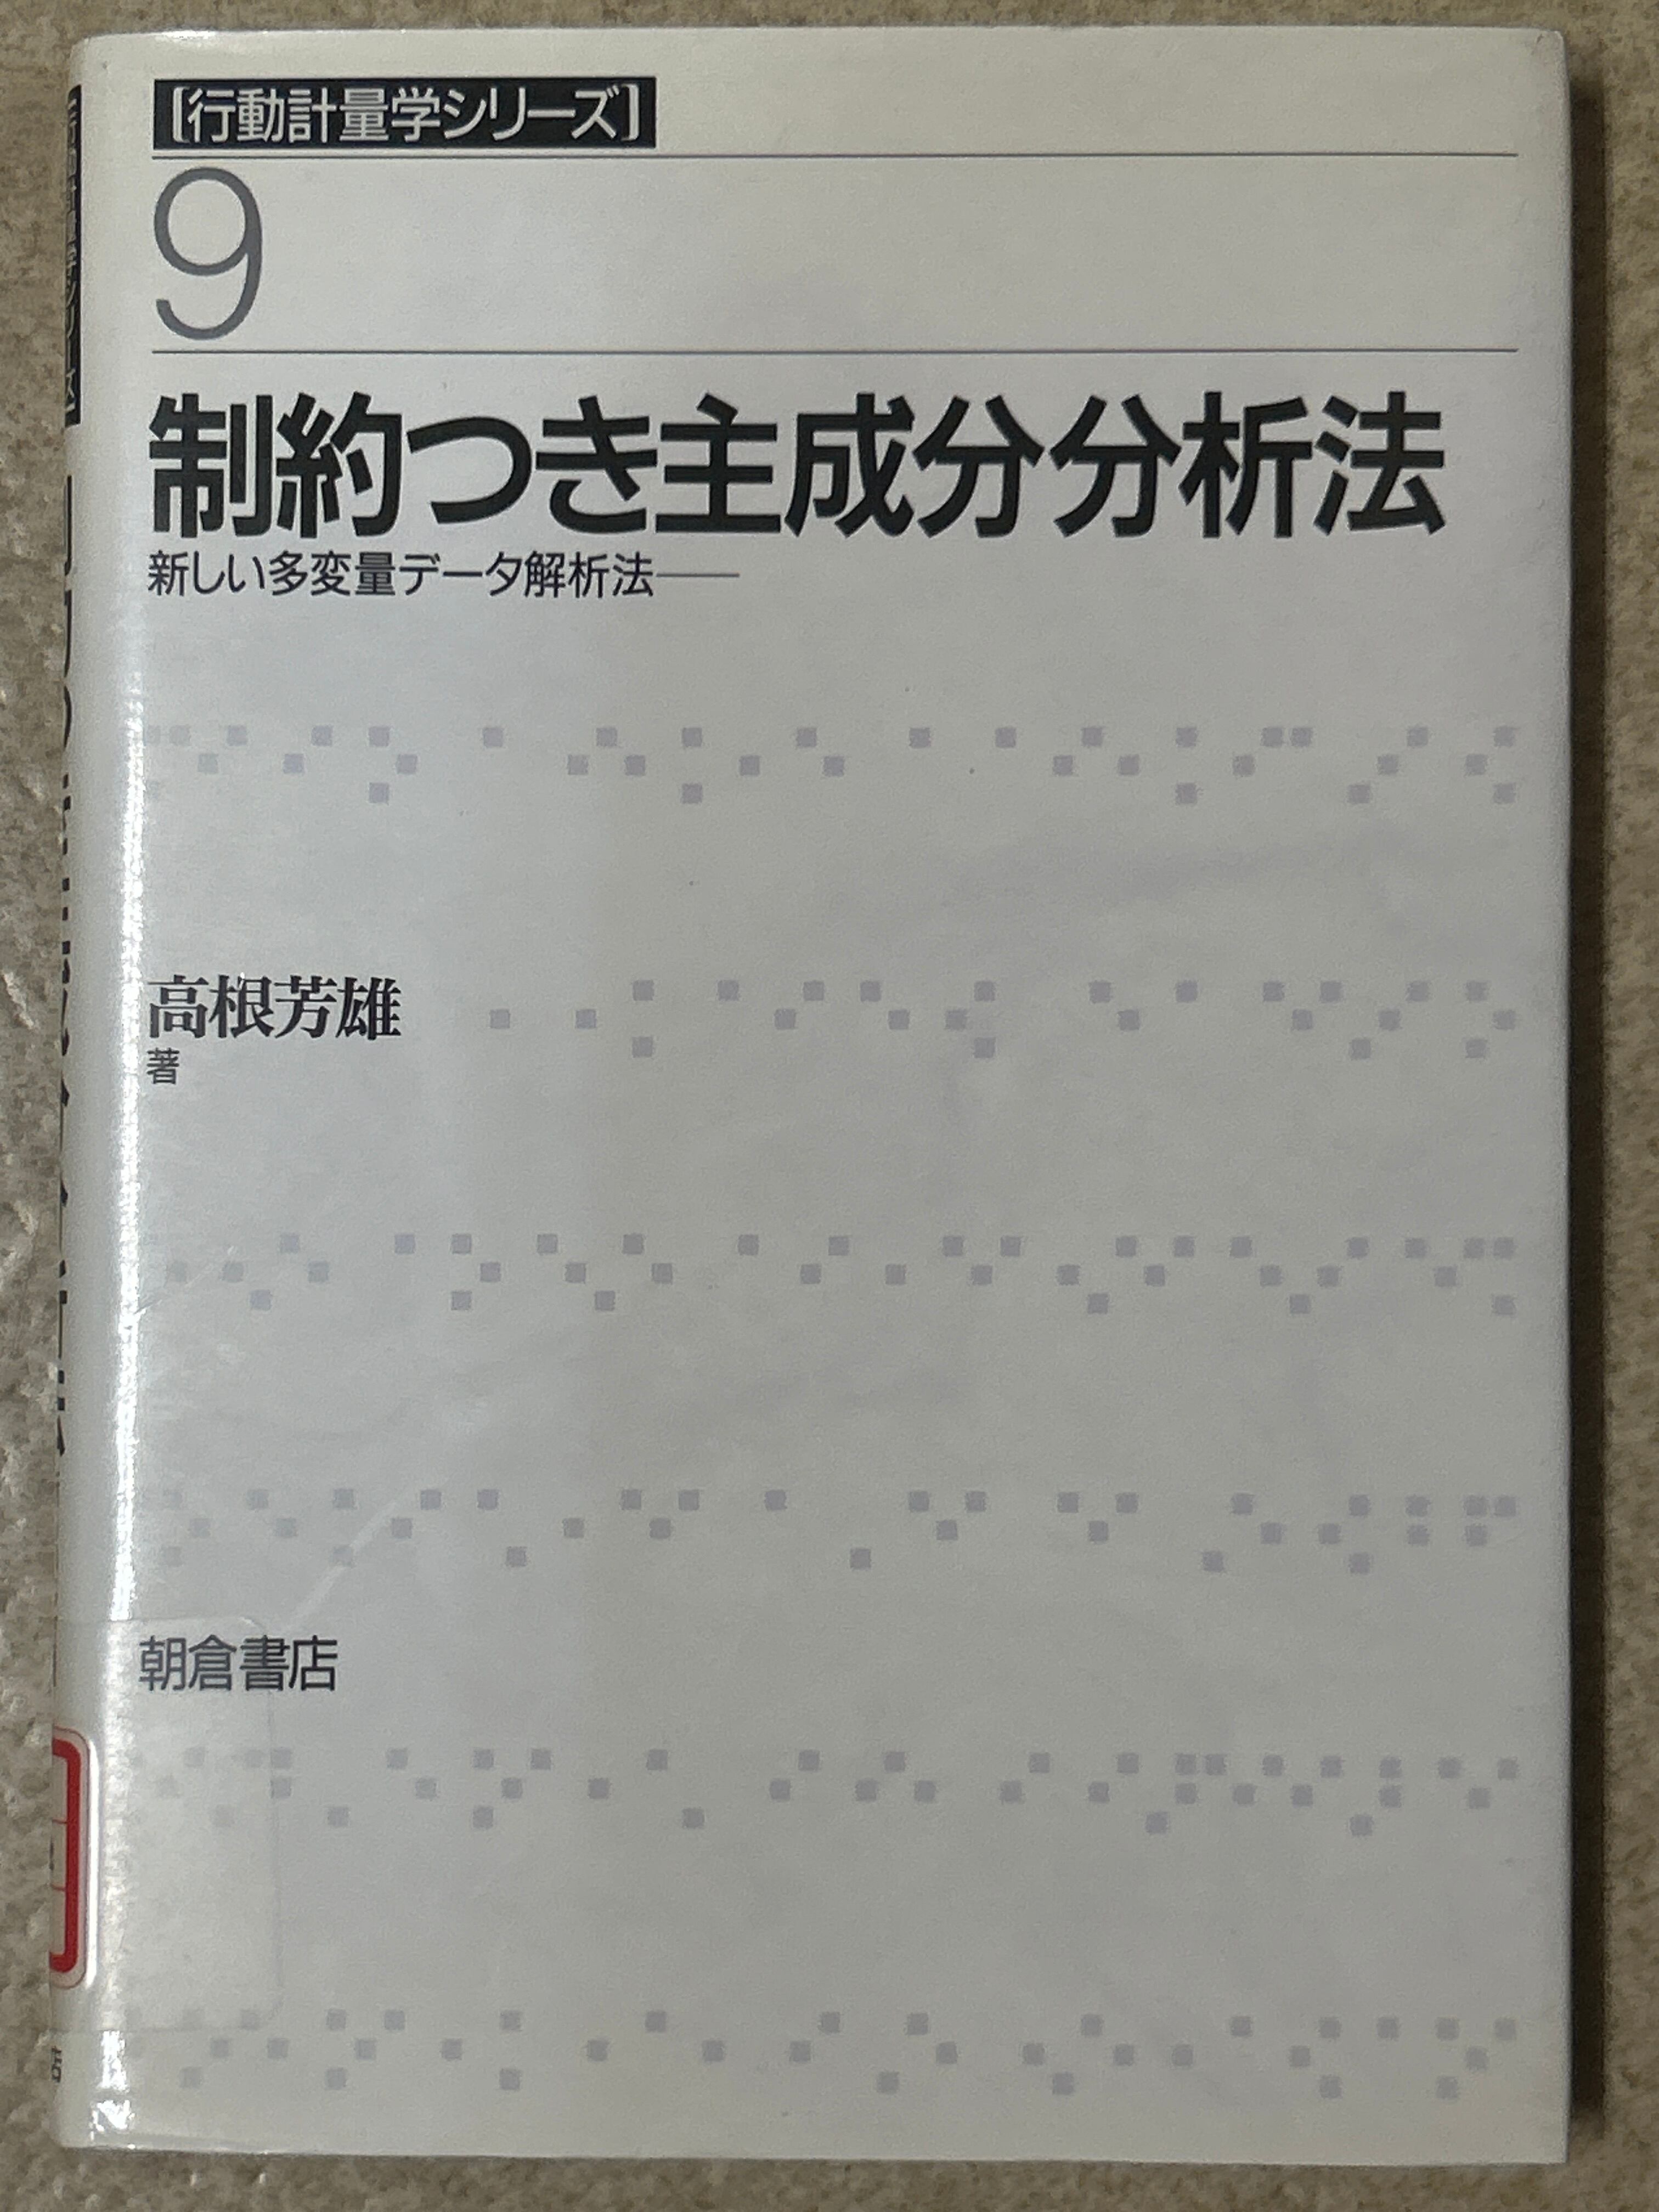 [行動計量学シリーズ]
9
制約つき主成分分析法
新しい多変量データ解析法——
高根芳雄
著
朝倉書店